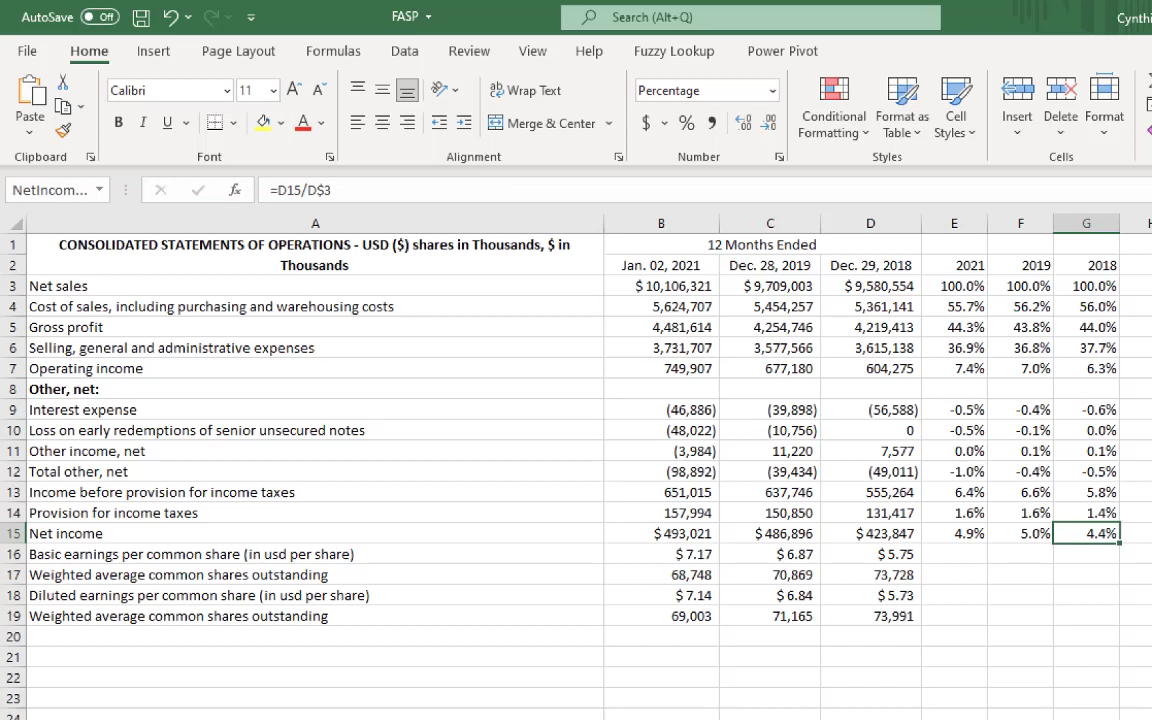 AutoSave Off FASP Search (Alt+Q) Cynthi
File Home Insert Page Layout Formulas Data Review View Help Fuzzy Lookup Power Pivot
Paste
Clipboard
Calibri 11 A A
B I U A
Font
ab Wrap Text
Merge & Center
Alignment
Percentage
$ % 9
Number
Conditional Formatting
Format as Table
Cell Styles
Styles
Insert Delete Format
Cells
NetIncom... fx =D15/D$3
A B C D E F G H
1 CONSOLIDATED STATEMENTS OF OPERATIONS - USD ($) shares in Thousands, $ in 12 Months Ended
2 Thousands Jan. 02, 2021 Dec. 28, 2019 Dec. 29, 2018 2021 2019 2018
3 Net sales $ 10,106,321 $ 9,709,003 $ 9,580,554 100.0% 100.0% 100.0%
4 Cost of sales, including purchasing and warehousing costs 5,624,707 5,454,257 5,361,141 55.7% 56.2% 56.0%
5 Gross profit 4,481,614 4,254,746 4,219,413 44.3% 43.8% 44.0%
6 Selling, general and administrative expenses 3,731,707 3,577,566 3,615,138 36.9% 36.8% 37.7%
7 Operating income 749,907 677,180 604,275 7.4% 7.0% 6.3%
8 Other, net:
9 Interest expense (46,886) (39,898) (56,588) -0.5% -0.4% -0.6%
10 Loss on early redemptions of senior unsecured notes (48,022) (10,756) 0 -0.5% -0.1% 0.0%
11 Other income, net (3,984) 11,220 7,577 0.0% 0.1% 0.1%
12 Total other, net (98,892) (39,434) (49,011) -1.0% -0.4% -0.5%
13 Income before provision for income taxes 651,015 637,746 555,264 6.4% 6.6% 5.8%
14 Provision for income taxes 157,994 150,850 131,417 1.6% 1.6% 1.4%
15 Net income $ 493,021 $ 486,896 $ 423,847 4.9% 5.0% 4.4%
16 Basic earnings per common share (in usd per share) $ 7.17 $ 6.87 $ 5.75
17 Weighted average common shares outstanding 68,748 70,869 73,728
18 Diluted earnings per common share (in usd per share) $ 7.14 $ 6.84 $ 5.73
19 Weighted average common shares outstanding 69,003 71,165 73,991
20
21
22
23
24